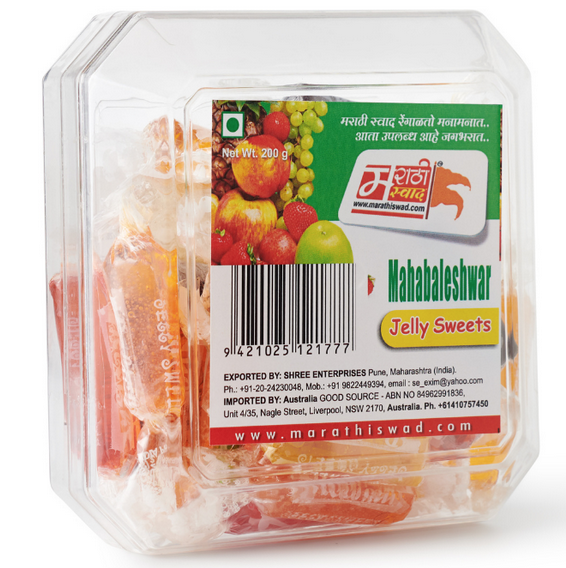 मराठी स्वाद रेंगाळतो मनामनात..
आता उपलब्ध आहे जगभरात..
Net Wt. 200 g
मराठी
स्वाद
www.marathiswad.com
Mahabaleshwar
Jelly Sweets
9 421025 121777
EXPORTED BY: SHREE ENTERPRISES Pune, Maharashtra (India).
Ph.: +91-20-24230048, Mob.: +91 9822449394, email : se_exim@yahoo.com
IMPORTED BY: Australia GOOD SOURCE - ABN NO 84962991836,
Unit 4/35, Nagle Street, Liverpool, NSW 2170, Australia. Ph. +61410757450
www.marathiswad.com